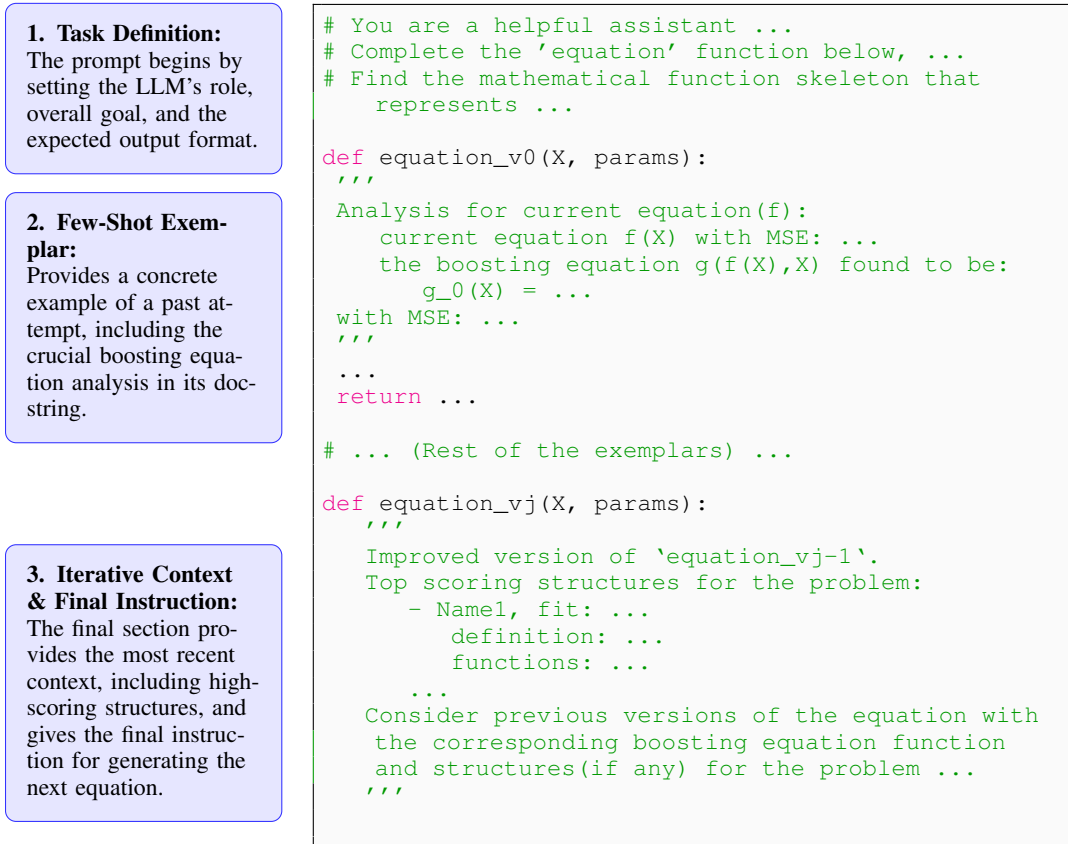 1. Task Definition:
The prompt begins by
setting the LLM's role,
overall goal, and the
expected output format.
2. Few-Shot Exem-
plar:
Provides a concrete
example of a past at-
tempt, including the
crucial boosting equa-
tion analysis in its doc-
string.
3. Iterative Context
& Final Instruction:
The final section pro-
vides the most recent
context, including high-
scoring structures, and
gives the final instruc-
tion for generating the
next equation.
# You are a helpful assistant ...
# Complete the ′equation′ function below, ...
# Find the mathematical function skeleton that
represents ...
def equation_v0(X, params):
′′′
Analysis for current equation(f):
current equation f(X) with MSE: ...
the boosting equation g(f(X),X) found to be:
g_0(X) = ...
with MSE: ...
′′′
...
return ...
# ... (Rest of the exemplars) ...
def equation_vj(X, params):
′′′
Improved version of ‵equation_vj-1‵.
Top scoring structures for the problem:
- Name1, fit: ...
definition: ...
functions: ...
...
Consider previous versions of the equation with
the corresponding boosting equation function
and structures(if any) for the problem ...
′′′